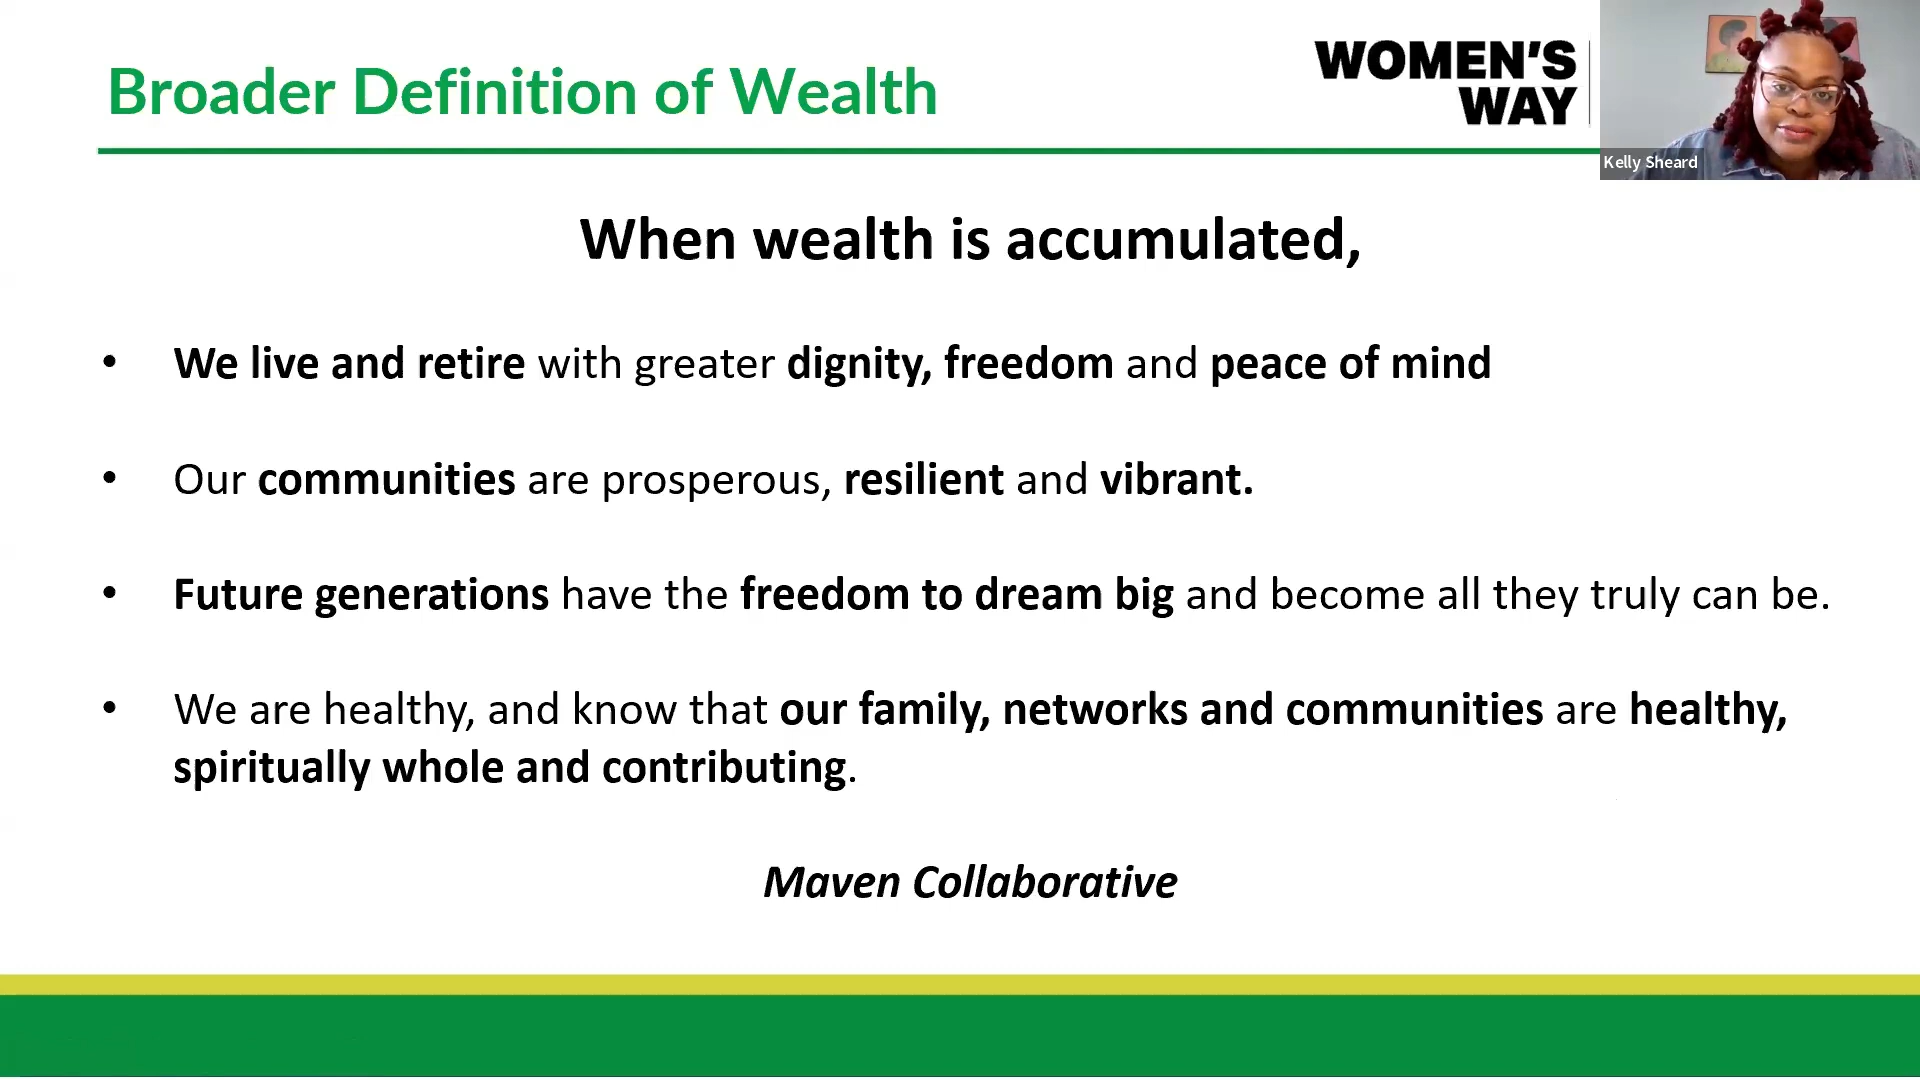 Broader Definition of Wealth
WOMEN'S
WAY
Kelly Sheard
When wealth is accumulated,
• We live and retire with greater dignity, freedom and peace of mind
• Our communities are prosperous, resilient and vibrant.
• Future generations have the freedom to dream big and become all they truly can be.
• We are healthy, and know that our family, networks and communities are healthy,
spiritually whole and contributing.
Maven Collaborative